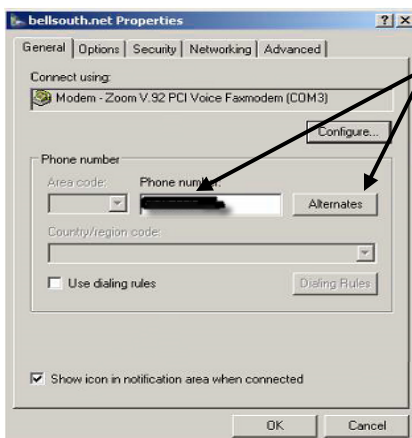 bellsouth.net Properties
General Options Security Networking Advanced
Connect using:
Modem - Zoom V.92 PCI Voice Faxmodem (COM3)
Configure...
Phone number
Area code: Phone number:
Alternates
Country/region code:
Use dialing rules Dialing Rules
Show icon in notification area when connected
OK Cancel